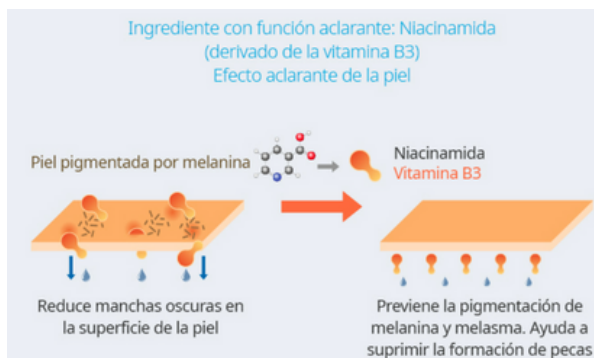 Ingrediente con función aclarante: Niacinamida
(derivado de la vitamina B3)
Efecto aclarante de la piel
Piel pigmentada por melanina
Niacinamida
Vitamina B3
Reduce manchas oscuras en
la superficie de la piel
Previene la pigmentación de
melanina y melasma. Ayuda a
suprimir la formación de pecas